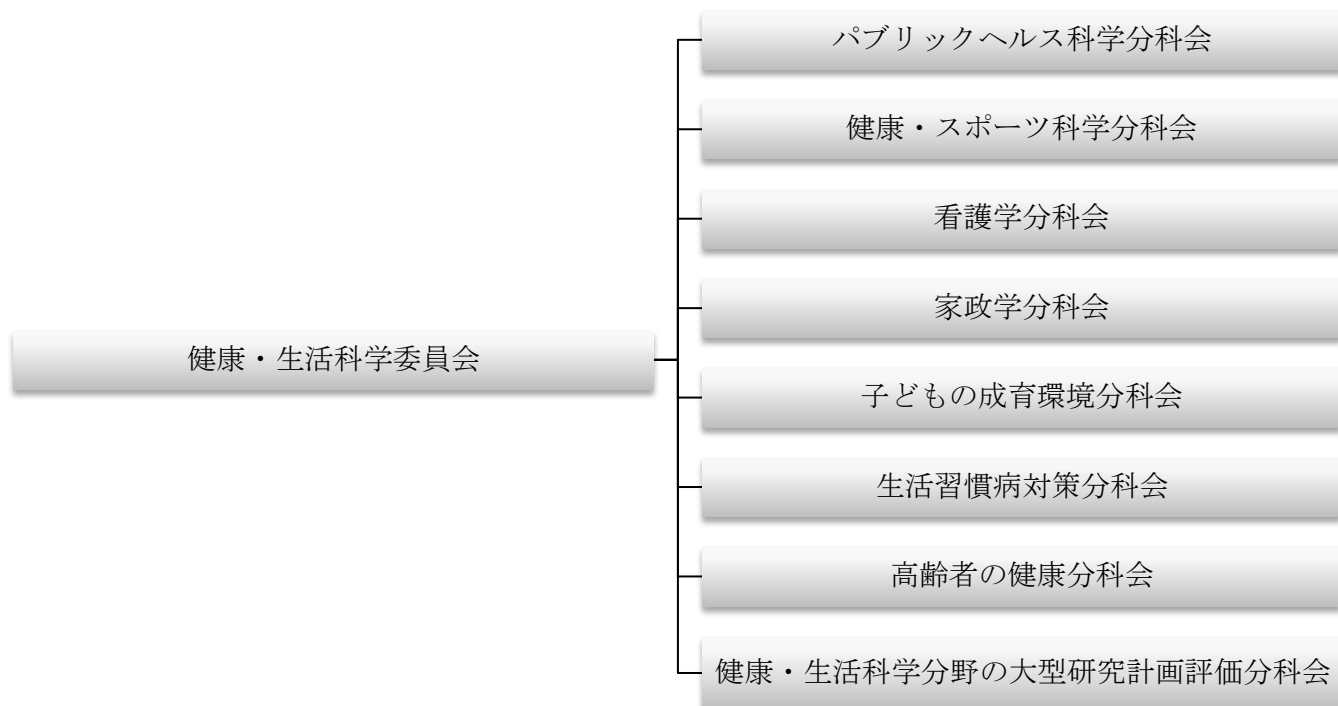 健康・生活科学委員会
パブリックヘルス科学分科会
健康・スポーツ科学分科会
看護学分科会
家政学分科会
子どもの成育環境分科会
生活習慣病対策分科会
高齢者の健康分科会
健康・生活科学分野の大型研究計画評価分科会